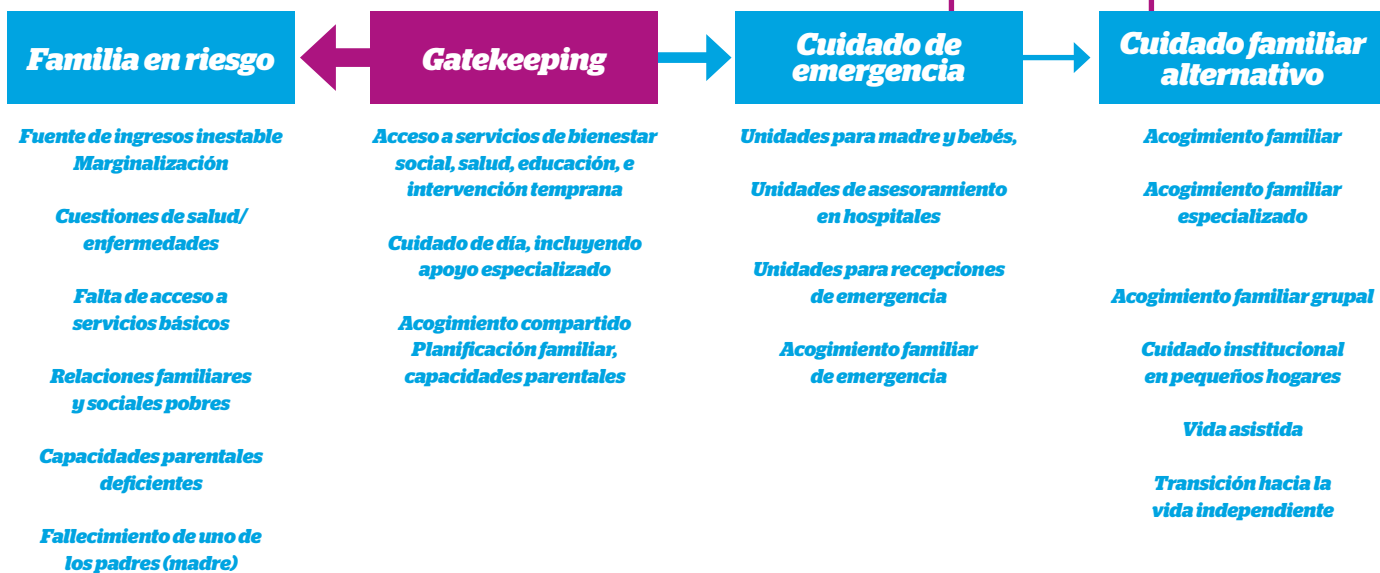 Familia en riesgo
Gatekeeping
Cuidado de
emergencia
Cuidado familiar
alternativo
Fuente de ingresos inestable
Marginalización
Cuestiones de salud/
enfermedades
Falta de acceso a
servicios básicos
Relaciones familiares
y sociales pobres
Capacidades parentales
deficientes
Fallecimiento de uno de
los padres (madre)
Acceso a servicios de bienestar
social, salud, educación, e
intervención temprana
Cuidado de día, incluyendo
apoyo especializado
Acogimiento compartido
Planificación familiar,
capacidades parentales
Unidades para madre y bebés,
Unidades de asesoramiento
en hospitales
Unidades para recepciones
de emergencia
Acogimiento familiar
de emergencia
Acogimiento familiar
Acogimiento familiar
especializado
Acogimiento familiar grupal
Cuidado institucional
en pequeños hogares
Vida asistida
Transición hacia la
vida independiente